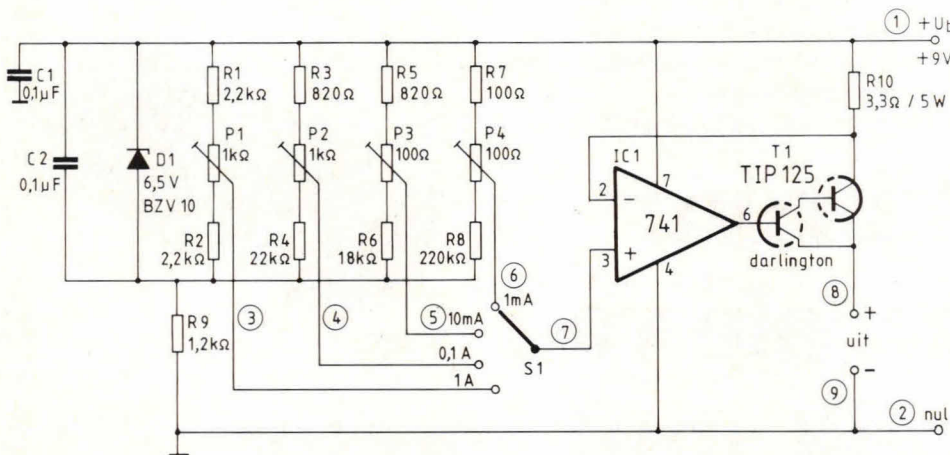 ① +Ub
+9V
C1
0,1µF
C2
0,1µF
D1
6,5V
BZV 10
R1
2,2kΩ
P1
1kΩ
R2
2,2kΩ
R3
820Ω
P2
1kΩ
R4
22kΩ
R5
820Ω
P3
100Ω
R6
18kΩ
R7
100Ω
P4
100Ω
R8
220kΩ
R9
1,2kΩ
③
④
⑤ 10mA
⑥
1mA
0,1 A
1A
⑦
S1
IC1
741
2
−
+
3
7
6
4
R10
3,3Ω / 5W
T1
TIP 125
darlington
⑧
+
uit
−
⑨
② nul